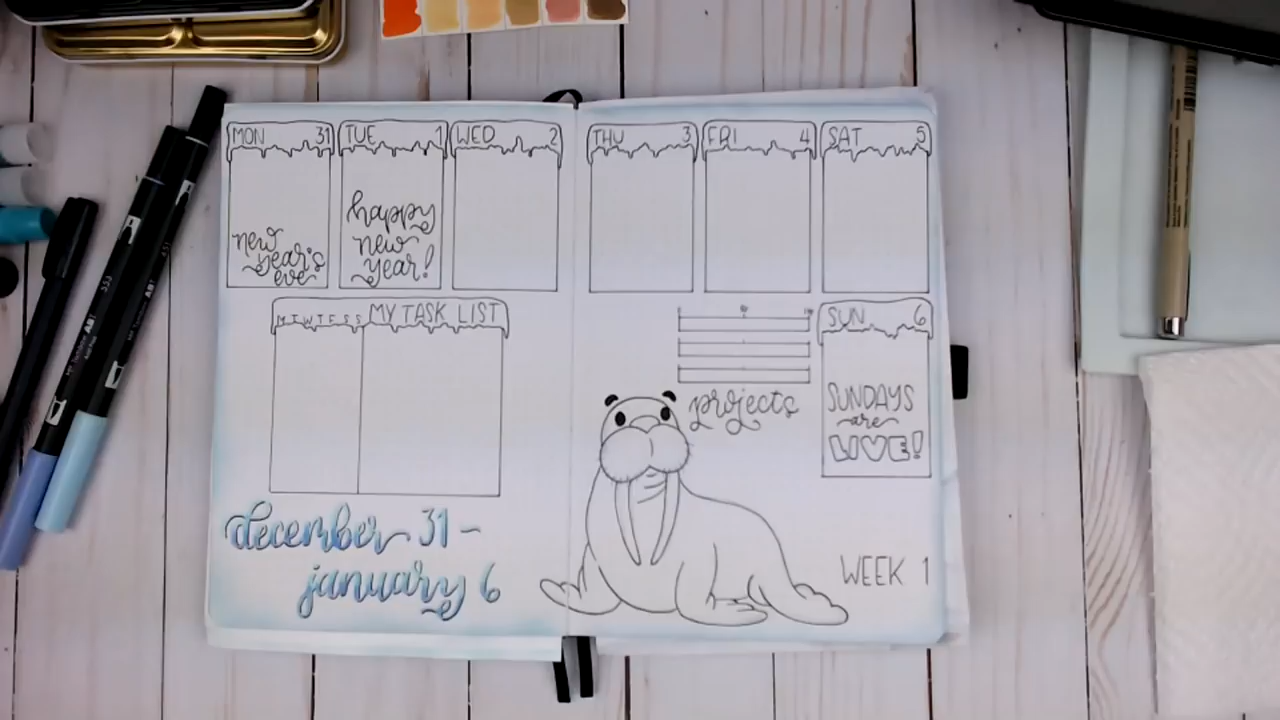 MON 31
TUE 1
WED 2
THU 3
FRI 4
SAT 5
new
year's
eve
happy
new
year!
M T W T F S S MY TASK LIST
SUN 6
projects
SUNDAYS
are
LIVE!
december 31 -
january 6
WEEK 1